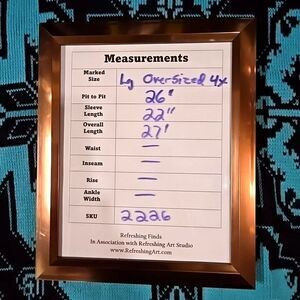 Measurements
Marked Size Lg OverSized 4x
Pit to Pit 26"
Sleeve Length 22"
Overall Length 27"
Waist —
Inseam —
Rise —
Ankle Width —
SKU 2226
Refreshing Finds
In Association with Refreshing Art Studio
www.RefreshingArt.com